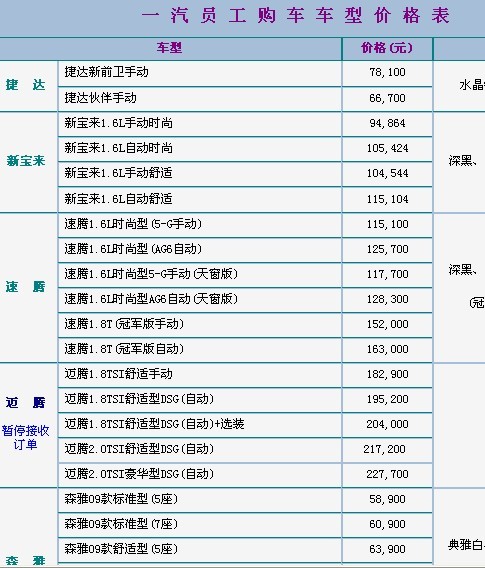 一汽员工购车车型价格表
车型 价格(元)
捷达 捷达新前卫手动 78,100 水晶
捷达伙伴手动 66,700
新宝来 新宝来1.6L手动时尚 94,864 深黑、
新宝来1.6L自动时尚 105,424
新宝来1.6L手动舒适 104,544
新宝来1.6L自动舒适 115,104
速腾 速腾1.6L时尚型(5-G手动) 115,100 深黑、
速腾1.6L时尚型(AG6自动) 125,700
速腾1.6L时尚型5-G手动(天窗版) 117,700
速腾1.6L时尚型AG6自动(天窗版) 128,300 (冠
速腾1.8T(冠军版手动) 152,000
速腾1.8T(冠军版自动) 163,000
迈腾 迈腾1.8TSI舒适手动 182,900
暂停接收 迈腾1.8TSI舒适型DSG(自动) 195,200
订单 迈腾1.8TSI舒适型DSG(自动)+选装 204,000
迈腾2.0TSI舒适型DSG(自动) 217,200
迈腾2.0TSI豪华型DSG(自动) 227,700
森雅 森雅09款标准型(5座) 58,900
森雅09款标准型(7座) 60,900
森雅09款舒适型(5座) 63,900 典雅白